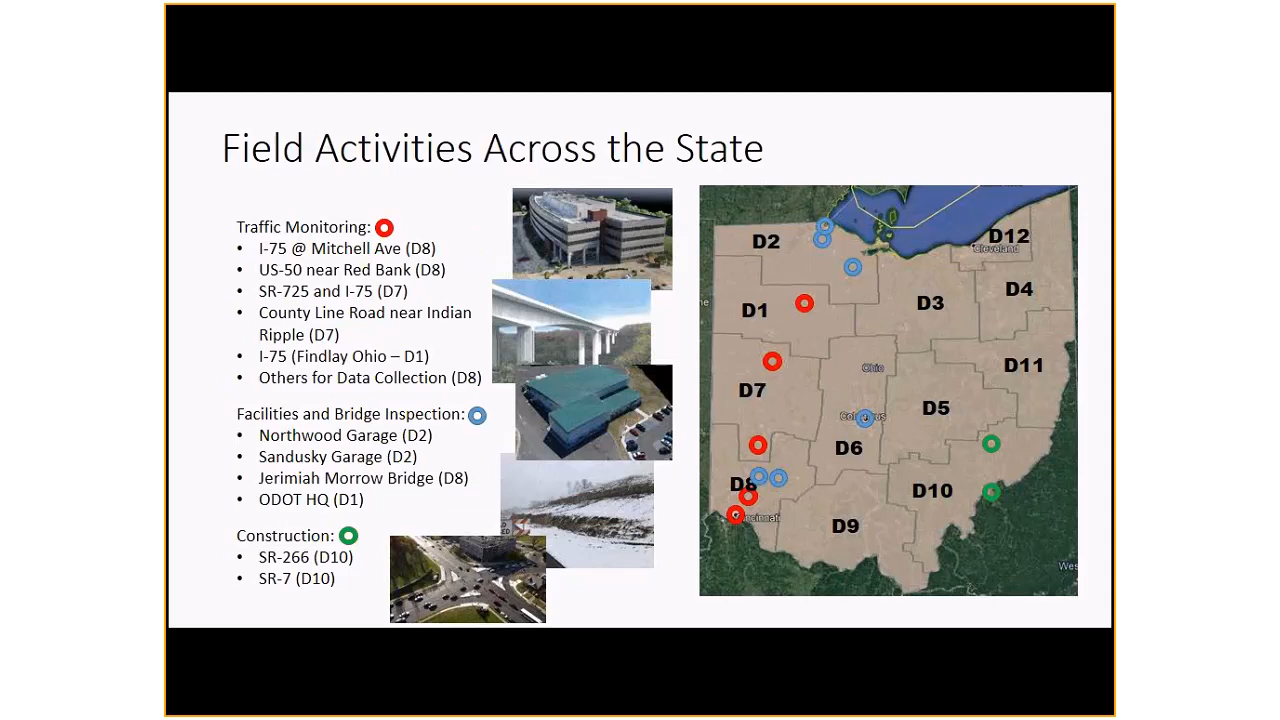 Field Activities Across the State
Traffic Monitoring:
• I-75 @ Mitchell Ave (D8)
• US-50 near Red Bank (D8)
• SR-725 and I-75 (D7)
• County Line Road near Indian
Ripple (D7)
• I-75 (Findlay Ohio – D1)
• Others for Data Collection (D8)
Facilities and Bridge Inspection:
• Northwood Garage (D2)
• Sandusky Garage (D2)
• Jerimiah Morrow Bridge (D8)
• ODOT HQ (D1)
Construction:
• SR-266 (D10)
• SR-7 (D10)
D2
D12
Cleveland
D1
D3
D4
Ohio
D11
D7
D5
D6
D8
D10
D9